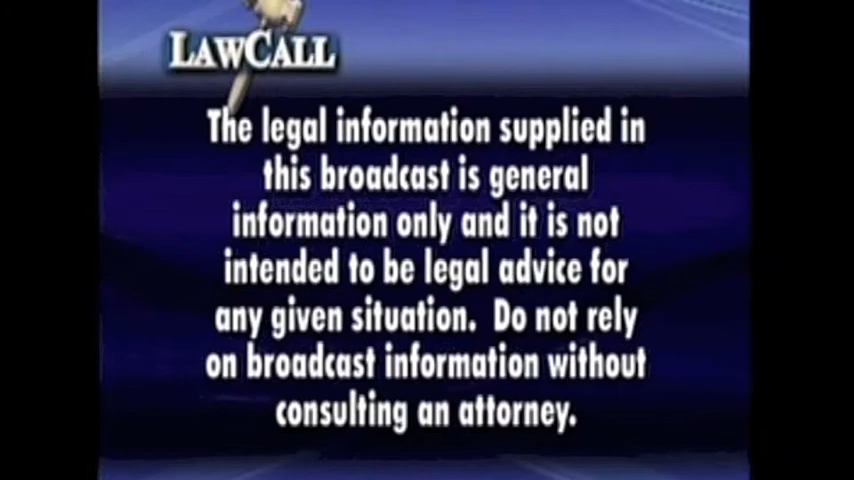 LAWCALL
The legal information supplied in
this broadcast is general
information only and it is not
intended to be legal advice for
any given situation. Do not rely
on broadcast information without
consulting an attorney.